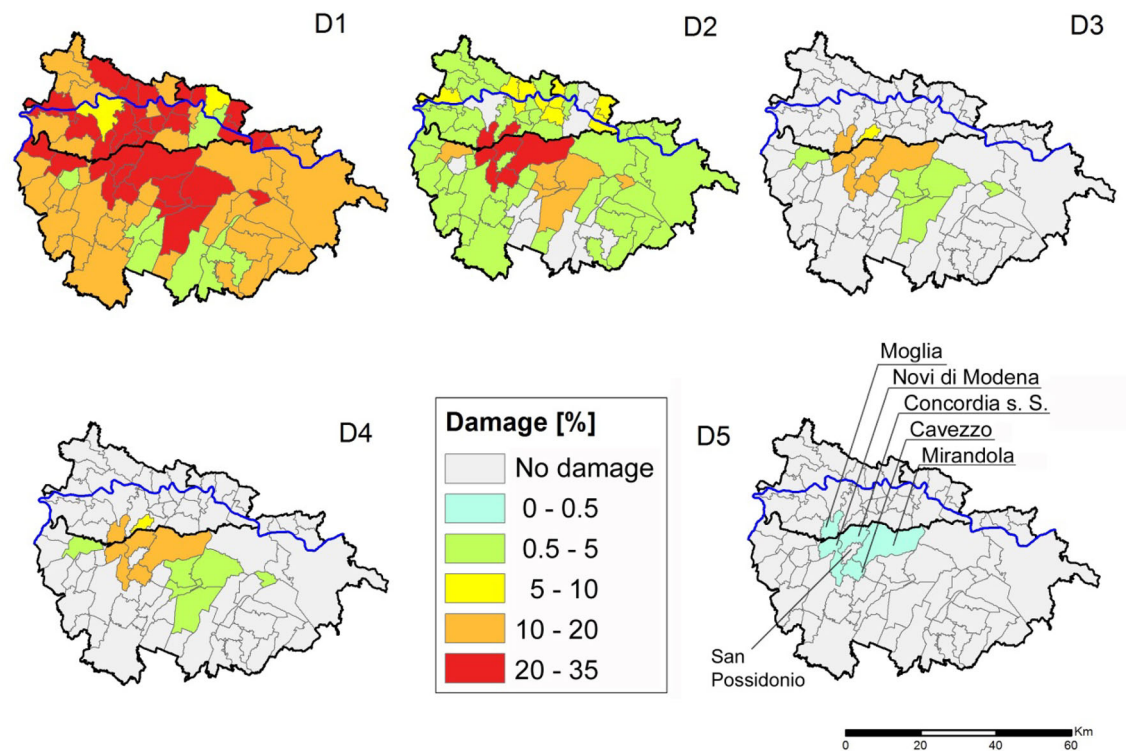 D1
D2
D3
D4
Damage [%]
No damage
0 - 0.5
0.5 - 5
5 - 10
10 - 20
20 - 35
D5
Moglia
Novi di Modena
Concordia s. S.
Cavezzo
Mirandola
San
Possidonio
Km
0 20 40 60